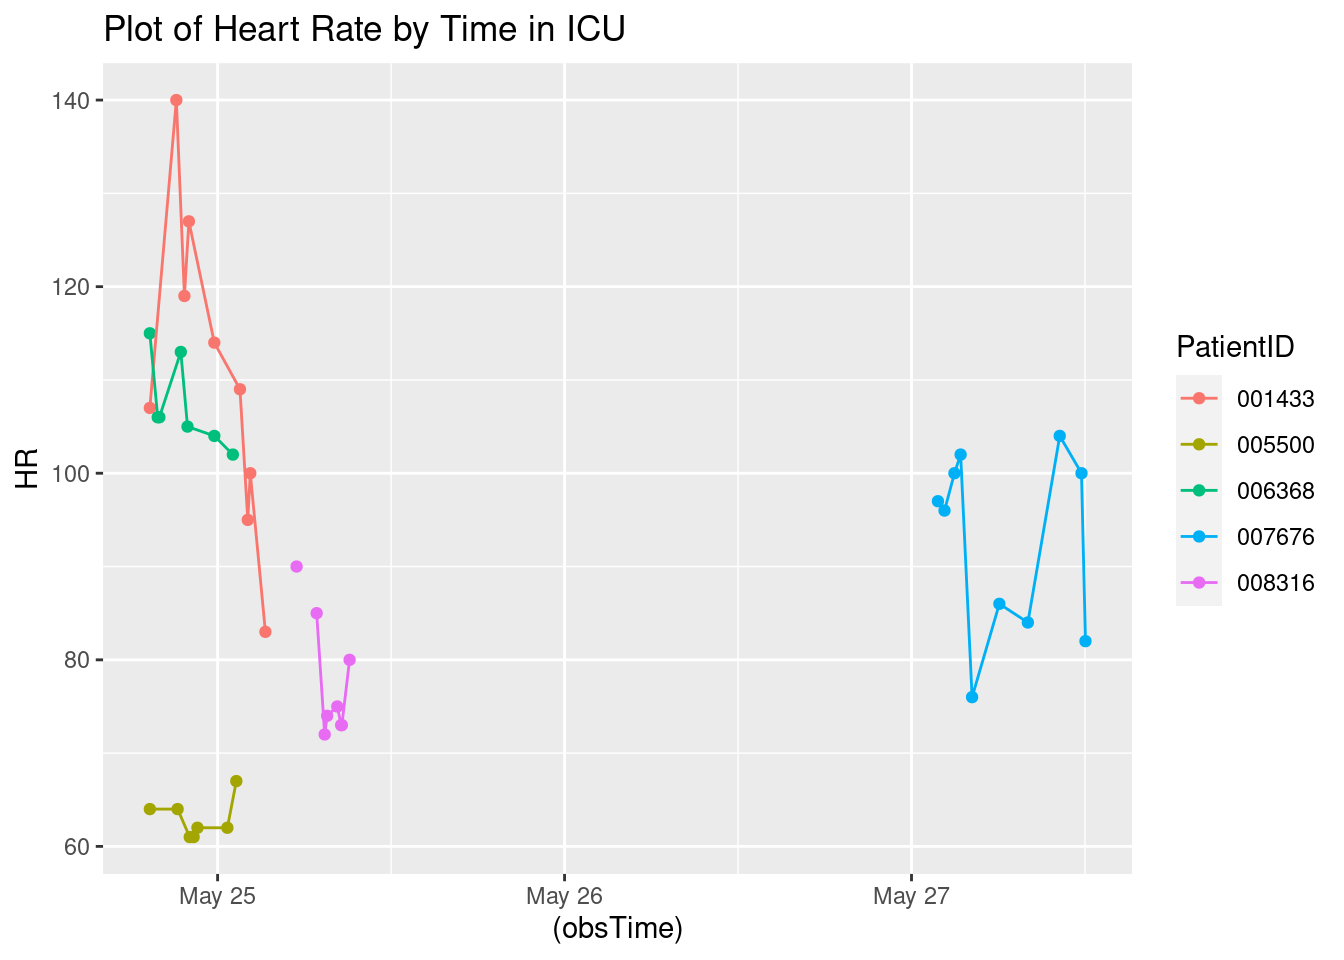 Plot of Heart Rate by Time in ICU
140
120
100
80
60
HR
May 25
May 26
May 27
(obsTime)
PatientID
001433
005500
006368
007676
008316